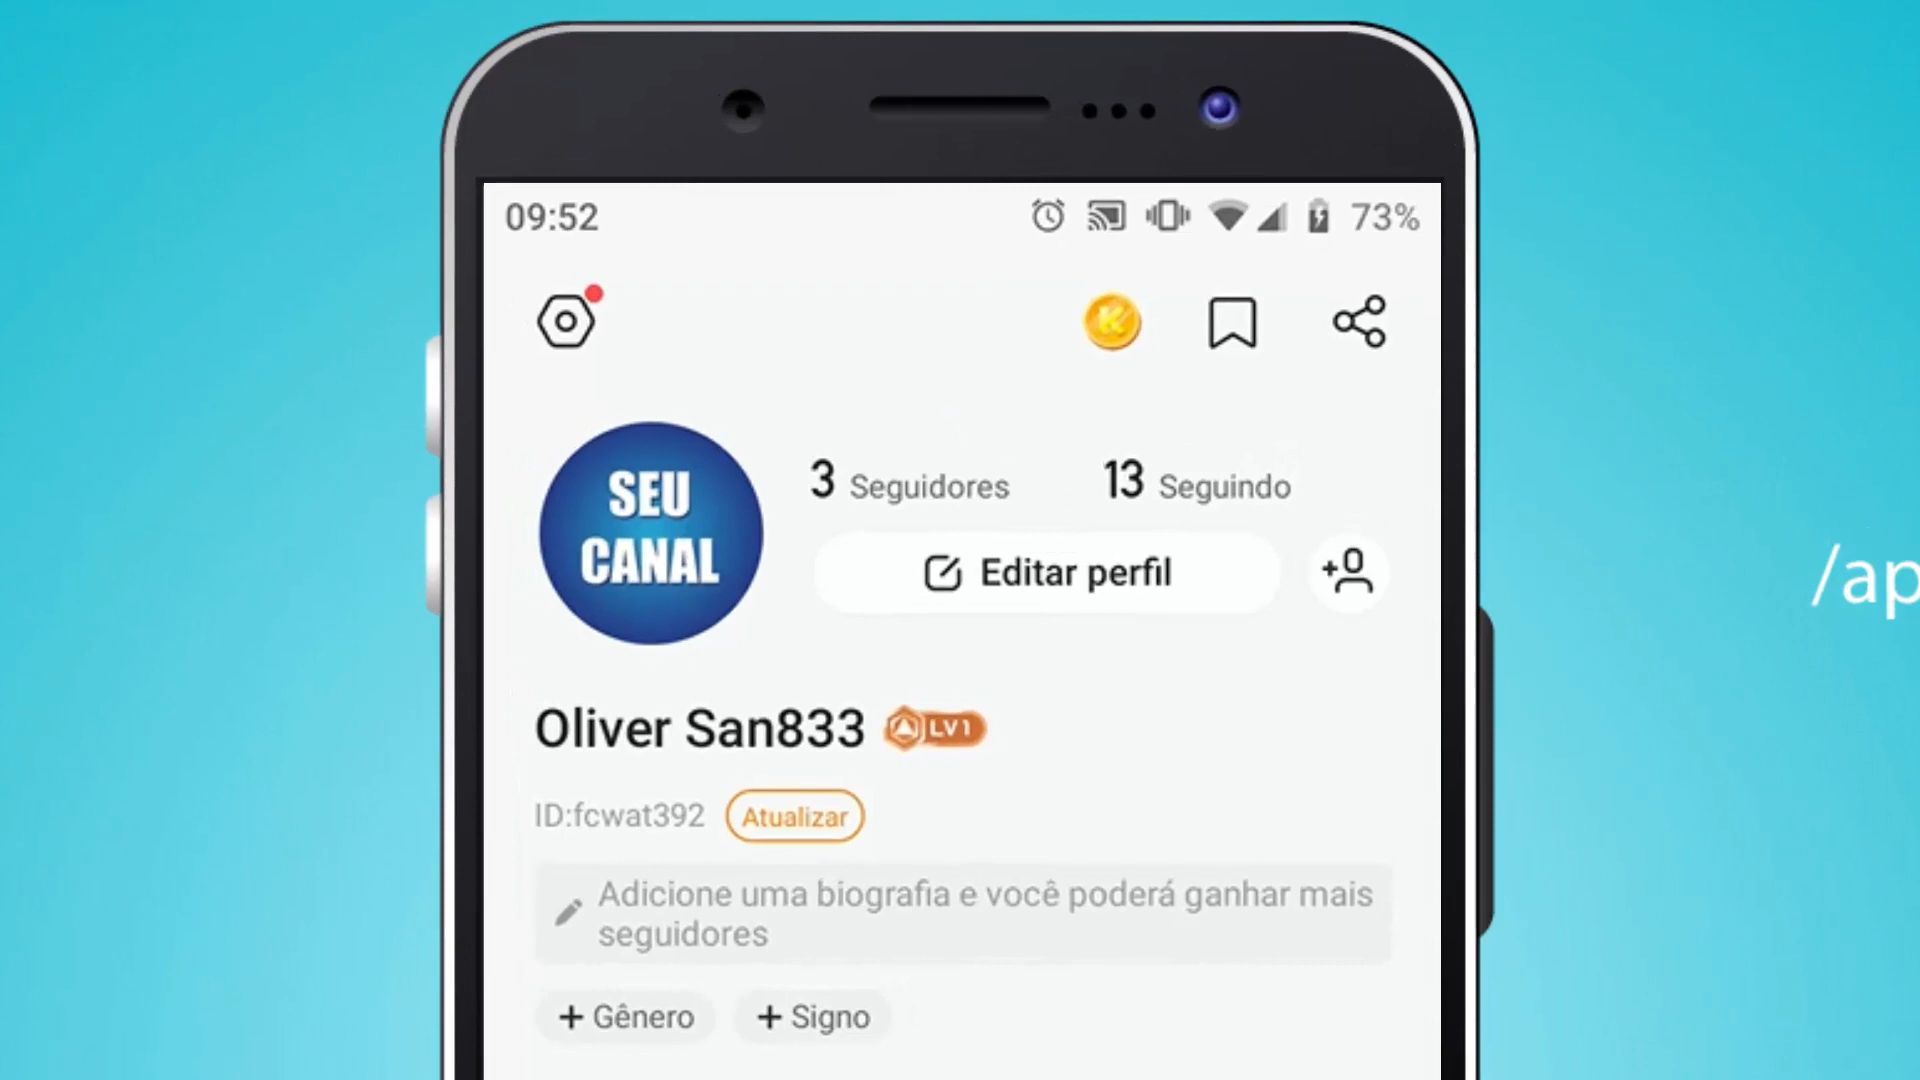 09:52
73%
SEU
CANAL
3 Seguidores
13 Seguindo
Editar perfil
/ap
Oliver San833
LV1
ID:fcwat392
Atualizar
Adicione uma biografia e você poderá ganhar mais
seguidores
+ Gênero
+ Signo